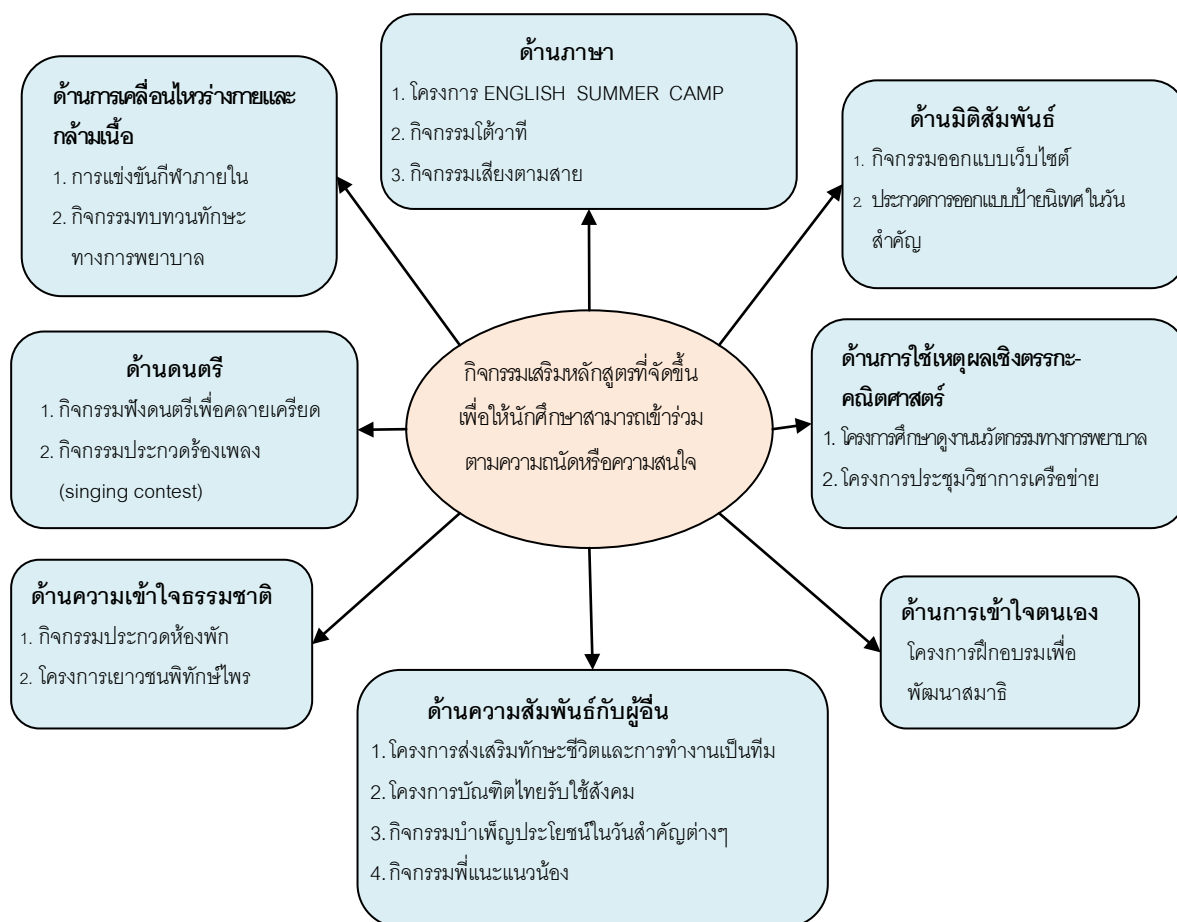 ด้านภาษา
1. โครงการ ENGLISH SUMMER CAMP
2. กิจกรรมโต้วาที
3. กิจกรรมเสียงตามสาย
ด้านการเคลื่อนไหวร่างกายและ
กล้ามเนื้อ
1. การแข่งขันกีฬาภายใน
2. กิจกรรมทบทวนทักษะ
ทางการพยาบาล
ด้านมิติสัมพันธ์
1. กิจกรรมออกแบบเว็บไซต์
2. ประกวดการออกแบบป้ายนิเทศ ในวัน
สำคัญ
ด้านดนตรี
1. กิจกรรมฟังดนตรีเพื่อคลายเครียด
2. กิจกรรมประกวดร้องเพลง
(singing contest)
กิจกรรมเสริมหลักสูตรที่จัดขึ้น
เพื่อให้นักศึกษาสามารถเข้าร่วม
ตามความถนัดหรือความสนใจ
ด้านการใช้เหตุผลเชิงตรรกะ-
คณิตศาสตร์
1. โครงการศึกษาดูงานนวัตกรรมทางการพยาบาล
2. โครงการประชุมวิชาการเครือข่าย
ด้านความเข้าใจธรรมชาติ
1. กิจกรรมประกวดห้องพัก
2. โครงการเยาวชนพิทักษ์ไพร
ด้านการเข้าใจตนเอง
โครงการฝึกอบรมเพื่อ
พัฒนาสมาธิ
ด้านความสัมพันธ์กับผู้อื่น
1. โครงการส่งเสริมทักษะชีวิตและการทำงานเป็นทีม
2. โครงการบัณฑิตไทยรับใช้สังคม
3. กิจกรรมบำเพ็ญประโยชน์ในวันสำคัญต่างๆ
4. กิจกรรมพี่แนะแนวน้อง